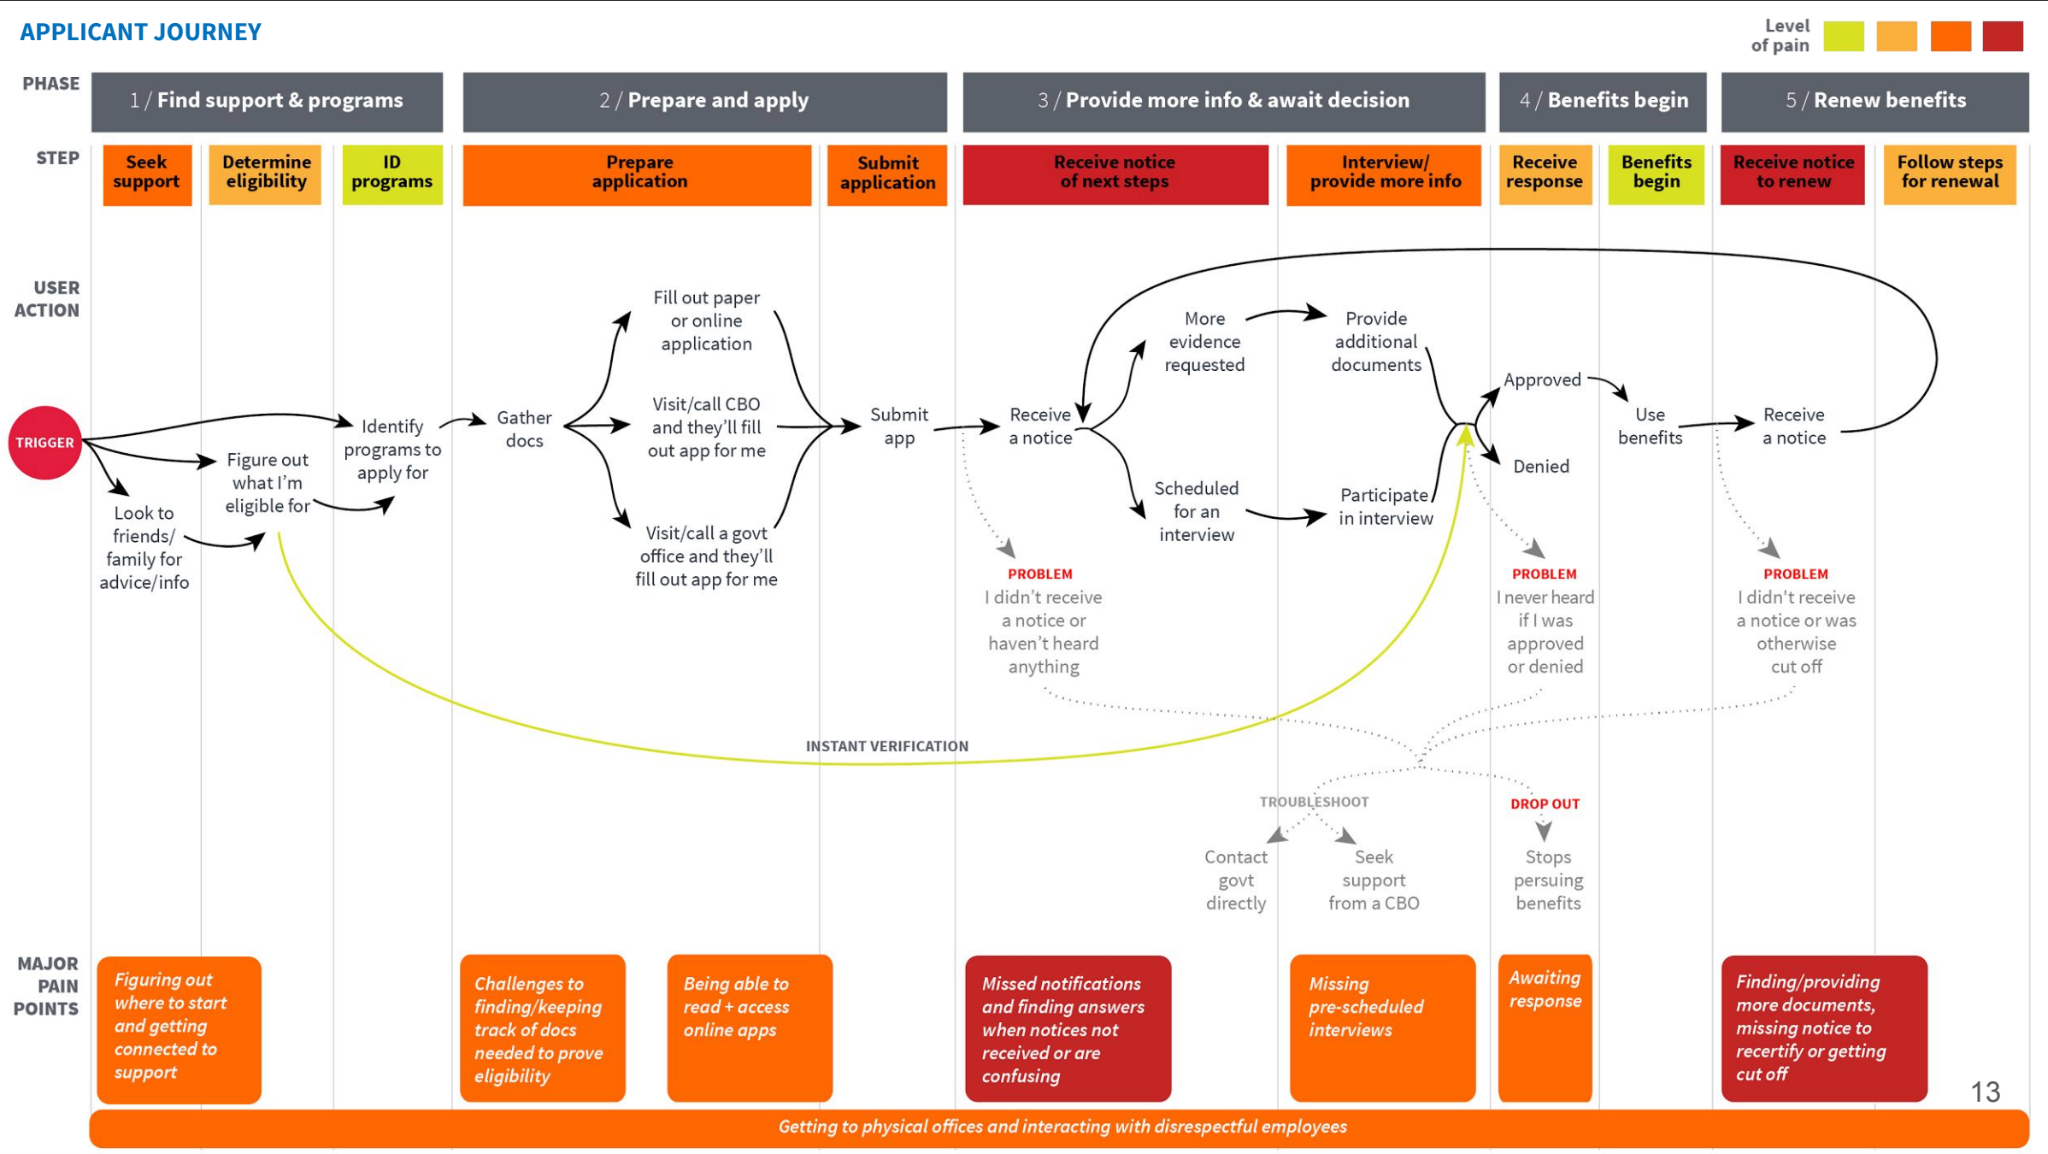 APPLICANT JOURNEY
Level
of pain
PHASE
1 / Find support & programs
2 / Prepare and apply
3 / Provide more info & await decision
4 / Benefits begin
5 / Renew benefits
STEP
Seek
support
Determine
eligibility
ID
programs
Prepare
application
Submit
application
Receive notice
of next steps
Interview/
provide more info
Receive
response
Benefits
begin
Receive notice
to renew
Follow steps
for renewal
USER
ACTION
TRIGGER
Look to
friends/
family for
advice/info
Figure out
what I'm
eligible for
Identify
programs to
apply for
Gather
docs
Fill out paper
or online
application
Visit/call CBO
and they'll fill
out app for me
Visit/call a govt
office and they'll
fill out app for me
Submit
app
Receive
a notice
More
evidence
requested
Scheduled
for an
interview
Provide
additional
documents
Participate
in interview
Approved
Denied
Use
benefits
Receive
a notice
PROBLEM
I didn't receive
a notice or
haven't heard
anything
PROBLEM
I never heard
if I was
approved
or denied
PROBLEM
I didn't receive
a notice or was
otherwise
cut off
INSTANT VERIFICATION
TROUBLESHOOT
Contact
govt
directly
Seek
support
from a CBO
DROP OUT
Stops
persuing
benefits
MAJOR
PAIN
POINTS
Figuring out
where to start
and getting
connected to
support
Challenges to
finding/keeping
track of docs
needed to prove
eligibility
Being able to
read + access
online apps
Missed notifications
and finding answers
when notices not
received or are
confusing
Missing
pre-scheduled
interviews
Awaiting
response
Finding/providing
more documents,
missing notice to
recertify or getting
cut off
13
Getting to physical offices and interacting with disrespectful employees